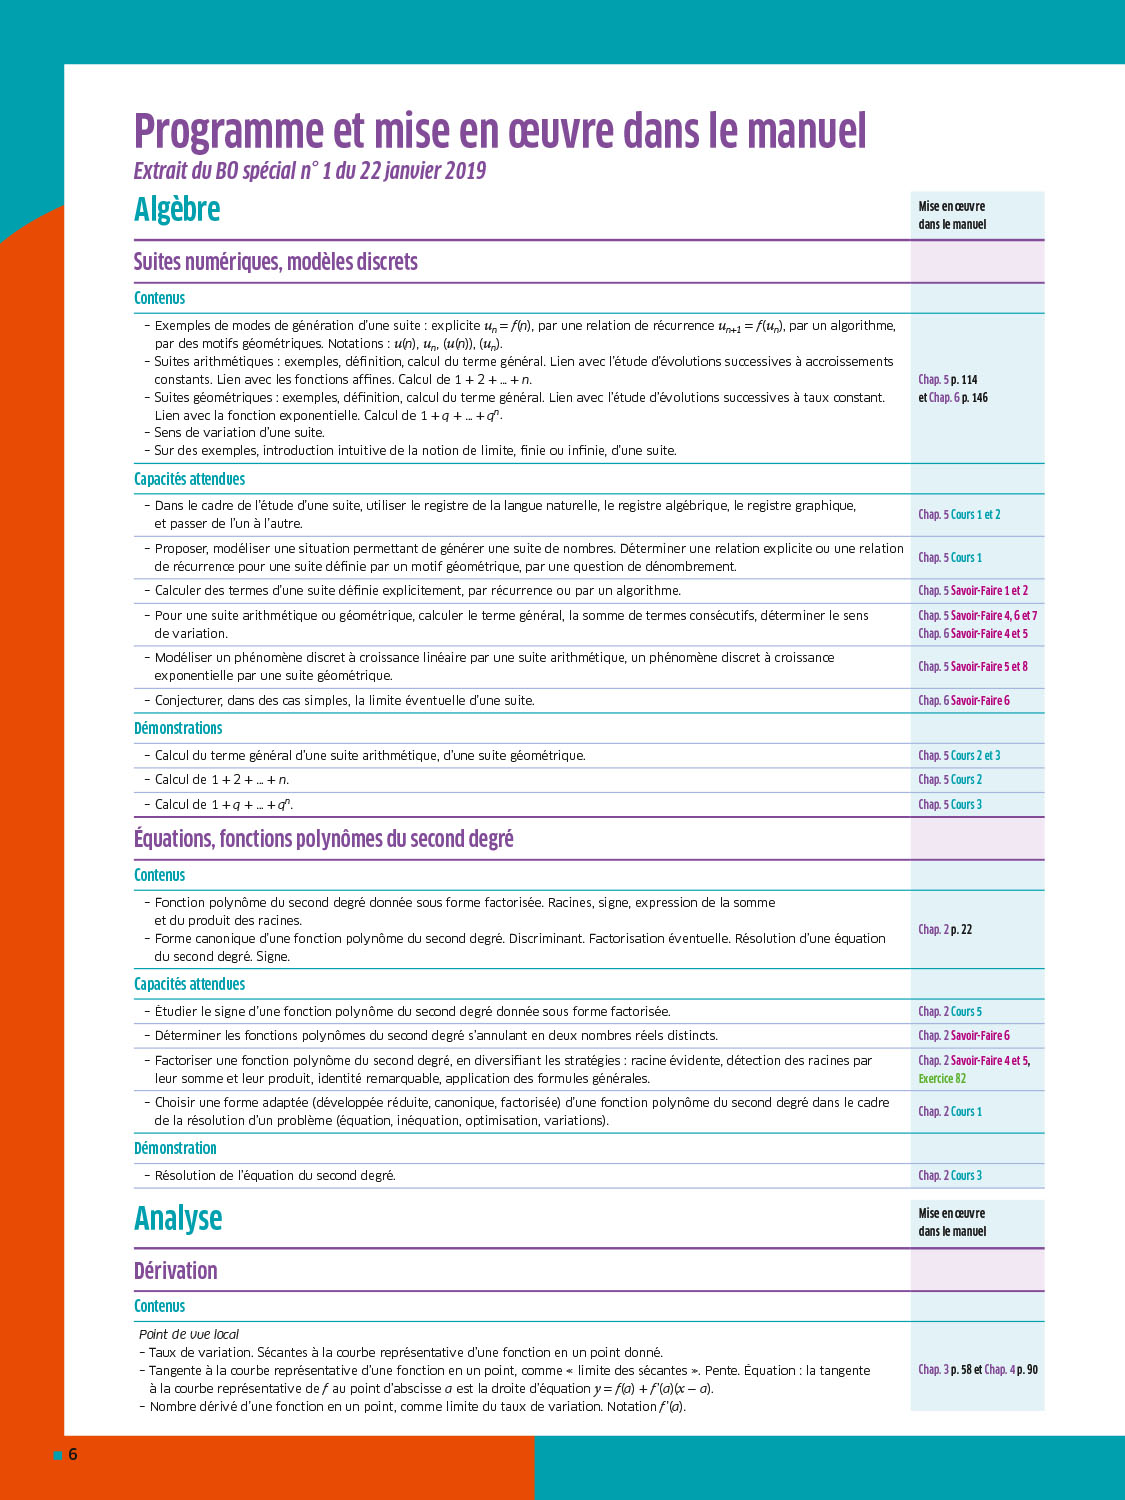 Programme et mise en œuvre dans le manuel
Extrait du BO spécial n° 1 du 22 janvier 2019
Algèbre
Mise en œuvre
dans le manuel
Suites numériques, modèles discrets
Contenus
– Exemples de modes de génération d'une suite : explicite uₙ = f(n), par une relation de récurrence uₙ₊₁ = f(uₙ), par un algorithme,
par des motifs géométriques. Notations : u(n), uₙ, (u(n)), (uₙ).
– Suites arithmétiques : exemples, définition, calcul du terme général. Lien avec l'étude d'évolutions successives à accroissements
constants. Lien avec les fonctions affines. Calcul de 1 + 2 + ... + n.
– Suites géométriques : exemples, définition, calcul du terme général. Lien avec l'étude d'évolutions successives à taux constant.
Lien avec la fonction exponentielle. Calcul de 1 + q + ... + qⁿ.
– Sens de variation d'une suite.
– Sur des exemples, introduction intuitive de la notion de limite, finie ou infinie, d'une suite.
Chap. 5 p. 114
et Chap. 6 p. 146
Capacités attendues
– Dans le cadre de l'étude d'une suite, utiliser le registre de la langue naturelle, le registre algébrique, le registre graphique,
et passer de l'un à l'autre.
Chap. 5 Cours 1 et 2
– Proposer, modéliser une situation permettant de générer une suite de nombres. Déterminer une relation explicite ou une relation
de récurrence pour une suite définie par un motif géométrique, par une question de dénombrement.
Chap. 5 Cours 1
– Calculer des termes d'une suite définie explicitement, par récurrence ou par un algorithme.
Chap. 5 Savoir-Faire 1 et 2
– Pour une suite arithmétique ou géométrique, calculer le terme général, la somme de termes consécutifs, déterminer le sens
de variation.
Chap. 5 Savoir-Faire 4, 6 et 7
Chap. 6 Savoir-Faire 4 et 5
– Modéliser un phénomène discret à croissance linéaire par une suite arithmétique, un phénomène discret à croissance
exponentielle par une suite géométrique.
Chap. 5 Savoir-Faire 5 et 8
– Conjecturer, dans des cas simples, la limite éventuelle d'une suite.
Chap. 6 Savoir-Faire 6
Démonstrations
– Calcul du terme général d'une suite arithmétique, d'une suite géométrique.
Chap. 5 Cours 2 et 3
– Calcul de 1 + 2 + ... + n.
Chap. 5 Cours 2
– Calcul de 1 + q + ... + qⁿ.
Chap. 5 Cours 3
Équations, fonctions polynômes du second degré
Contenus
– Fonction polynôme du second degré donnée sous forme factorisée. Racines, signe, expression de la somme
et du produit des racines.
– Forme canonique d'une fonction polynôme du second degré. Discriminant. Factorisation éventuelle. Résolution d'une équation
du second degré. Signe.
Chap. 2 p. 22
Capacités attendues
– Étudier le signe d'une fonction polynôme du second degré donnée sous forme factorisée.
Chap. 2 Cours 5
– Déterminer les fonctions polynômes du second degré s'annulant en deux nombres réels distincts.
Chap. 2 Savoir-Faire 6
– Factoriser une fonction polynôme du second degré, en diversifiant les stratégies : racine évidente, détection des racines par
leur somme et leur produit, identité remarquable, application des formules générales.
Chap. 2 Savoir-Faire 4 et 5,
Exercice 82
– Choisir une forme adaptée (développée réduite, canonique, factorisée) d'une fonction polynôme du second degré dans le cadre
de la résolution d'un problème (équation, inéquation, optimisation, variations).
Chap. 2 Cours 1
Démonstration
– Résolution de l'équation du second degré.
Chap. 2 Cours 3
Analyse
Mise en œuvre
dans le manuel
Dérivation
Contenus
Point de vue local
– Taux de variation. Sécantes à la courbe représentative d'une fonction en un point donné.
– Tangente à la courbe représentative d'une fonction en un point, comme « limite des sécantes ». Pente. Équation : la tangente
à la courbe représentative de f au point d'abscisse a est la droite d'équation y = f(a) + f'(a)(x – a).
– Nombre dérivé d'une fonction en un point, comme limite du taux de variation. Notation f'(a).
Chap. 3 p. 58 et Chap. 4 p. 90
6